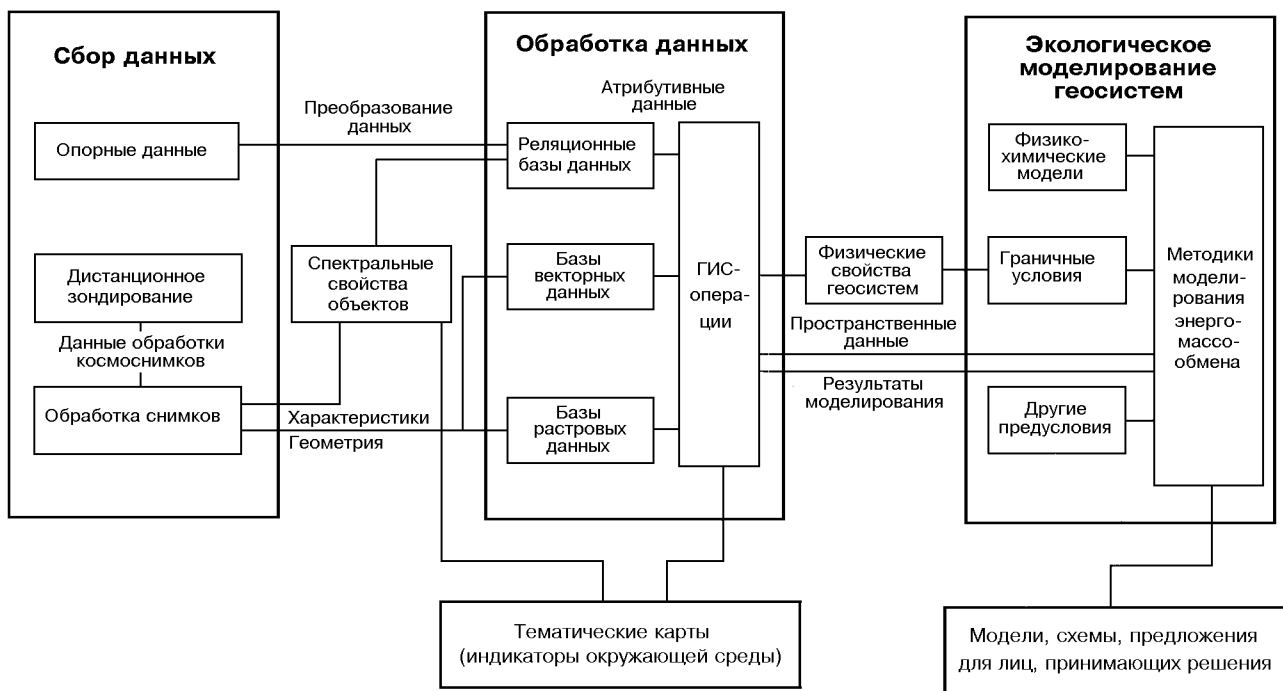 Сбор данных
Опорные данные
Дистанционное
зондирование
Данные обработки
космоснимков
Обработка снимков
Преобразование
данных
Спектральные
свойства
объектов
Характеристики
Геометрия
Обработка данных
Атрибутивные
данные
Реляционные
базы данных
Базы
векторных
данных
Базы
растровых
данных
ГИС-
опера-
ции
Физические
свойства
геосистем
Пространственные
данные
Результаты
моделирования
Экологическое
моделирование
геосистем
Физико-
химические
модели
Граничные
условия
Другие
предусловия
Методики
модели-
рования
энерго-
массо-
обмена
Тематические карты
(индикаторы окружающей среды)
Модели, схемы, предложения
для лиц, принимающих решения